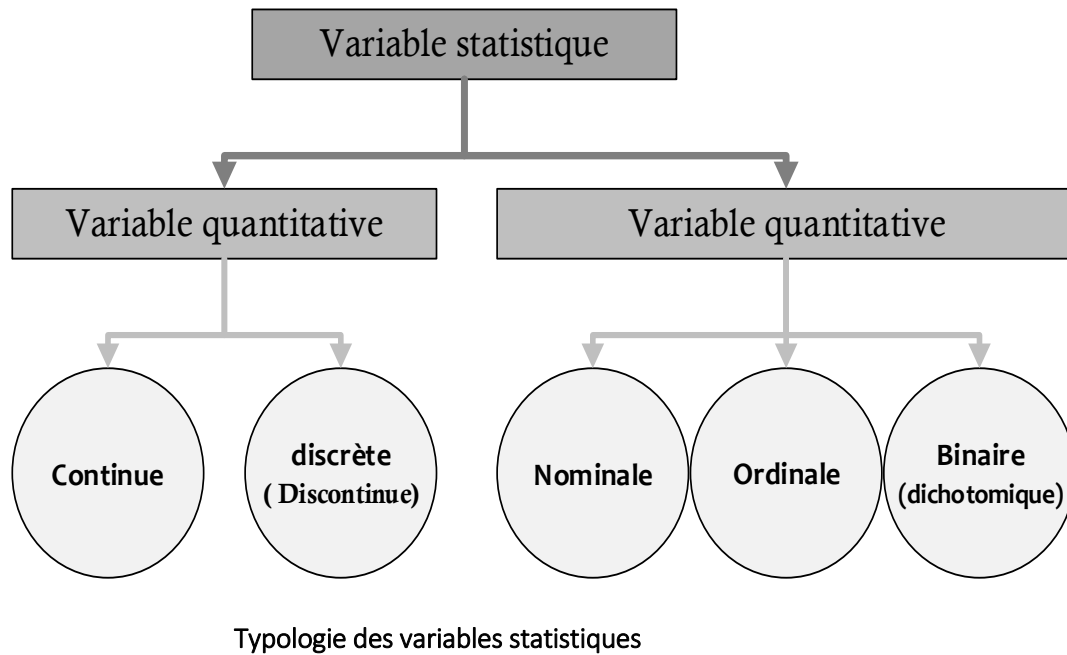 Variable statistique
Variable quantitative
Variable quantitative
Continue
discrète
( Discontinue)
Nominale
Ordinale
Binaire
(dichotomique)
Typologie des variables statistiques